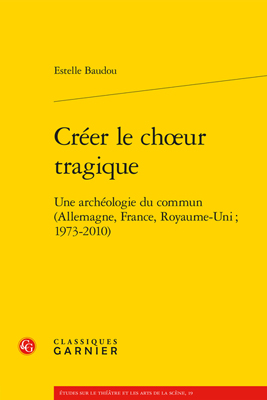 Estelle Baudou
Créer le chœur
tragique
Une archéologie du commun
(Allemagne, France, Royaume-Uni ;
1973-2010)
CLASSIQUES
GARNIER
ÉTUDES SUR LE THÉÂTRE ET LES ARTS DE LA SCÈNE, 19